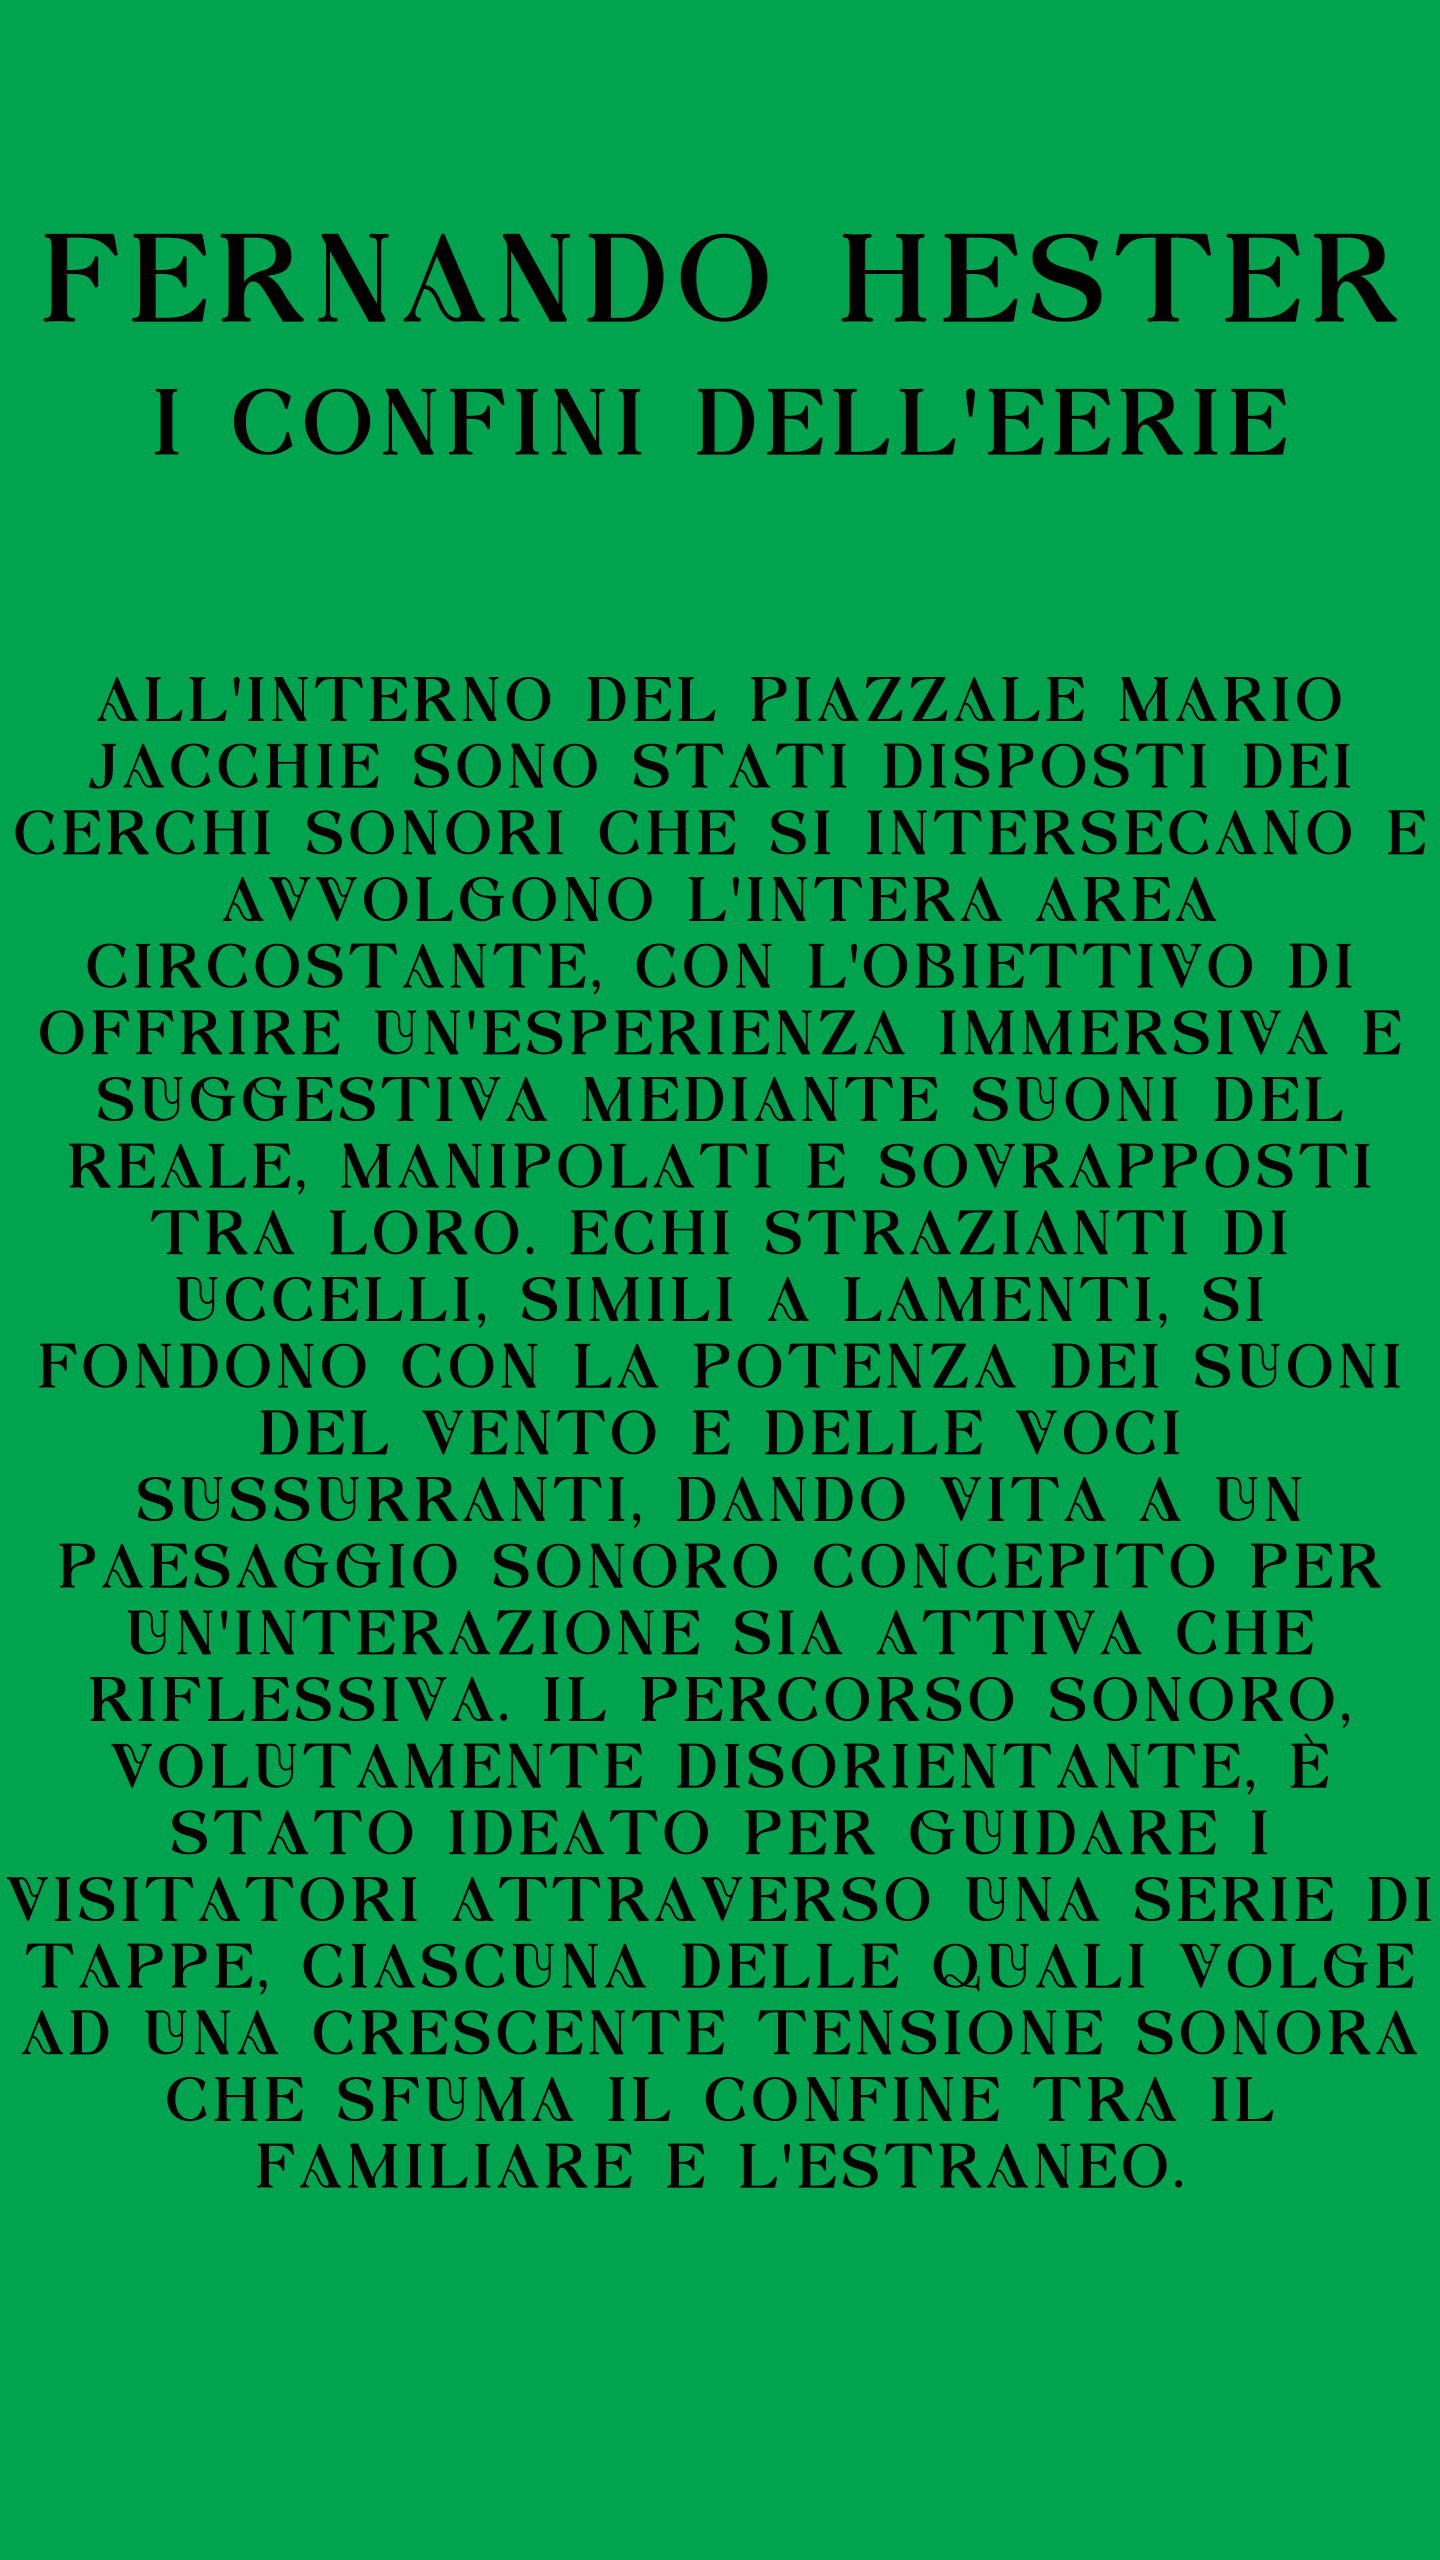 FERNANDO HESTER
I CONFINI DELL'EERIE
ALL'INTERNO DEL PIAZZALE MARIO
JACCHIE SONO STATI DISPOSTI DEI
CERCHI SONORI CHE SI INTERSECANO E
AVVOLGONO L'INTERA AREA
CIRCOSTANTE, CON L'OBIETTIVO DI
OFFRIRE UN'ESPERIENZA IMMERSIVA E
SUGGESTIVA MEDIANTE SUONI DEL
REALE, MANIPOLATI E SOVRAPPOSTI
TRA LORO. ECHI STRAZIANTI DI
UCCELLI, SIMILI A LAMENTI, SI
FONDONO CON LA POTENZA DEI SUONI
DEL VENTO E DELLE VOCI
SUSSURRANTI, DANDO VITA A UN
PAESAGGIO SONORO CONCEPITO PER
UN'INTERAZIONE SIA ATTIVA CHE
RIFLESSIVA. IL PERCORSO SONORO,
VOLUTAMENTE DISORIENTANTE, È
STATO IDEATO PER GUIDARE I
VISITATORI ATTRAVERSO UNA SERIE DI
TAPPE, CIASCUNA DELLE QUALI VOLGE
AD UNA CRESCENTE TENSIONE SONORA
CHE SFUMA IL CONFINE TRA IL
FAMILIARE E L'ESTRANEO.